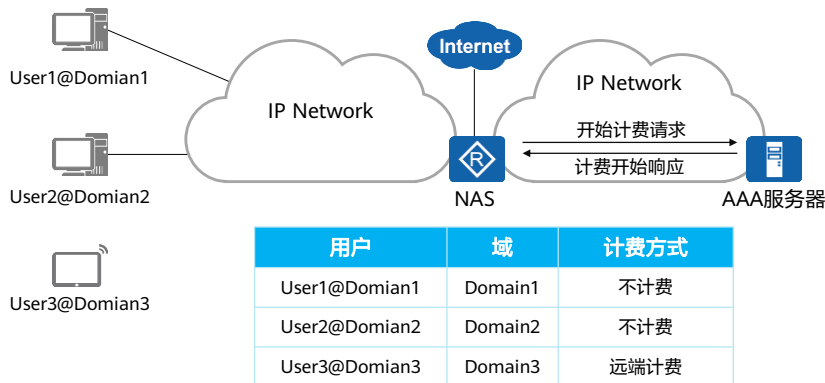 Internet
User1@Domian1
IP Network
IP Network
开始计费请求
计费开始响应
R
User2@Domian2
NAS
AAA服务器
User3@Domian3
用户 域 计费方式
User1@Domian1 Domain1 不计费
User2@Domian2 Domain2 不计费
User3@Domian3 Domain3 远端计费